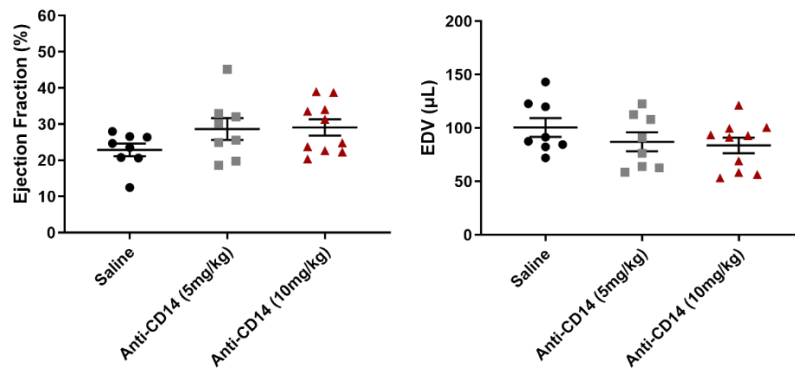 Ejection Fraction (%)
60
50
40
30
20
10
0
Saline
Anti-CD14 (5mg/kg)
Anti-CD14 (10mg/kg)
EDV (µL)
200
150
100
50
0
Saline
Anti-CD14 (5mg/kg)
Anti-CD14 (10mg/kg)